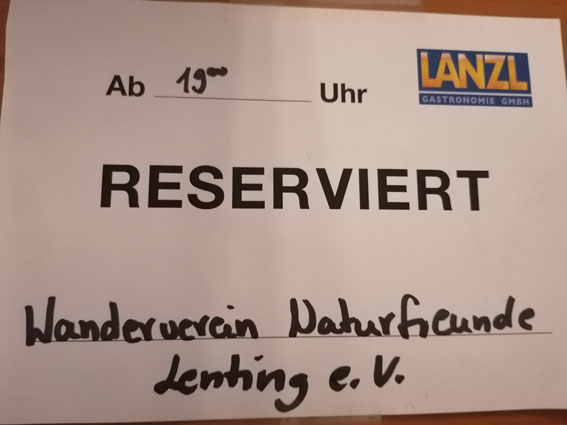 Ab 19⁰⁰ Uhr
LANZL
GASTRONOMIE GMBH
RESERVIERT
Wanderverein Naturfreunde
Lenting e. V.